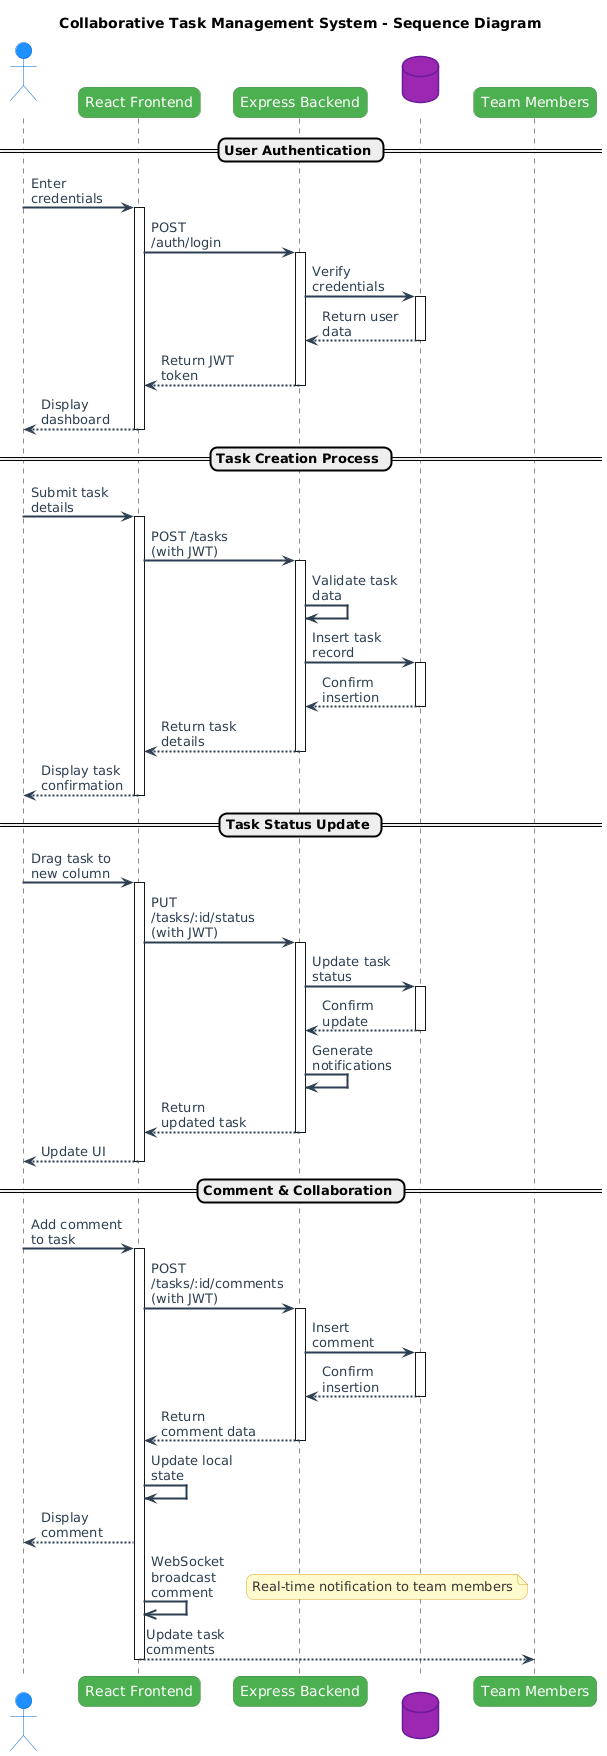 Collaborative Task Management System - Sequence Diagram
React Frontend
Express Backend
Team Members
User Authentication
Enter
credentials
POST
/auth/login
Verify
credentials
Return user
data
Return JWT
token
Display
dashboard
Task Creation Process
Submit task
details
POST /tasks
(with JWT)
Validate task
data
Insert task
record
Confirm
insertion
Return task
details
Display task
confirmation
Task Status Update
Drag task to
new column
PUT
/tasks/:id/status
(with JWT)
Update task
status
Confirm
update
Generate
notifications
Return
updated task
Update UI
Comment & Collaboration
Add comment
to task
POST
/tasks/:id/comments
(with JWT)
Insert
comment
Confirm
insertion
Return
comment data
Update local
state
Display
comment
WebSocket
broadcast
comment
Real-time notification to team members
Update task
comments
React Frontend
Express Backend
Team Members